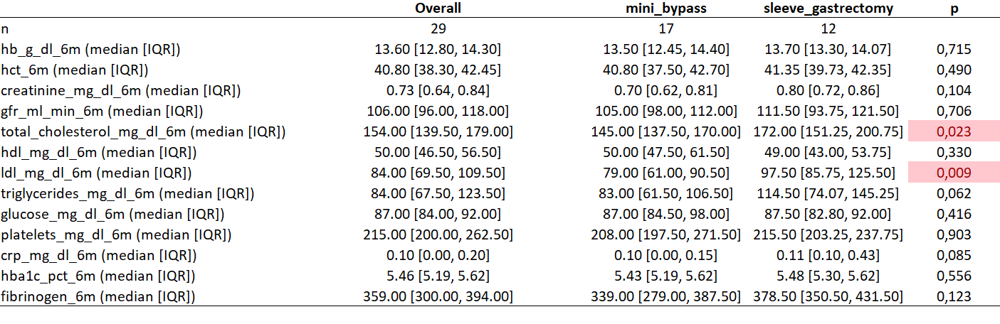 Overall mini_bypass sleeve_gastrectomy p
n 29 17 12
hb_g_dl_6m (median [IQR]) 13.60 [12.80, 14.30] 13.50 [12.45, 14.40] 13.70 [13.30, 14.07] 0,715
hct_6m (median [IQR]) 40.80 [38.30, 42.45] 40.80 [37.50, 42.70] 41.35 [39.73, 42.35] 0,490
creatinine_mg_dl_6m (median [IQR]) 0.73 [0.64, 0.84] 0.70 [0.62, 0.81] 0.80 [0.72, 0.86] 0,104
gfr_ml_min_6m (median [IQR]) 106.00 [96.00, 118.00] 105.00 [98.00, 112.00] 111.50 [93.75, 121.50] 0,706
total_cholesterol_mg_dl_6m (median [IQR]) 154.00 [139.50, 179.00] 145.00 [137.50, 170.00] 172.00 [151.25, 200.75] 0,023
hdl_mg_dl_6m (median [IQR]) 50.00 [46.50, 56.50] 50.00 [47.50, 61.50] 49.00 [43.00, 53.75] 0,330
ldl_mg_dl_6m (median [IQR]) 84.00 [69.50, 109.50] 79.00 [61.00, 90.50] 97.50 [85.75, 125.50] 0,009
triglycerides_mg_dl_6m (median [IQR]) 84.00 [67.50, 123.50] 83.00 [61.50, 106.50] 114.50 [74.07, 145.25] 0,062
glucose_mg_dl_6m (median [IQR]) 87.00 [84.00, 92.00] 87.00 [84.50, 98.00] 87.50 [82.80, 92.00] 0,416
platelets_mg_dl_6m (median [IQR]) 215.00 [200.00, 262.50] 208.00 [197.50, 271.50] 215.50 [203.25, 237.75] 0,903
crp_mg_dl_6m (median [IQR]) 0.10 [0.00, 0.20] 0.10 [0.00, 0.15] 0.11 [0.10, 0.43] 0,085
hba1c_pct_6m (median [IQR]) 5.46 [5.19, 5.62] 5.43 [5.19, 5.62] 5.48 [5.30, 5.62] 0,556
fibrinogen_6m (median [IQR]) 359.00 [300.00, 394.00] 339.00 [279.00, 387.50] 378.50 [350.50, 431.50] 0,123